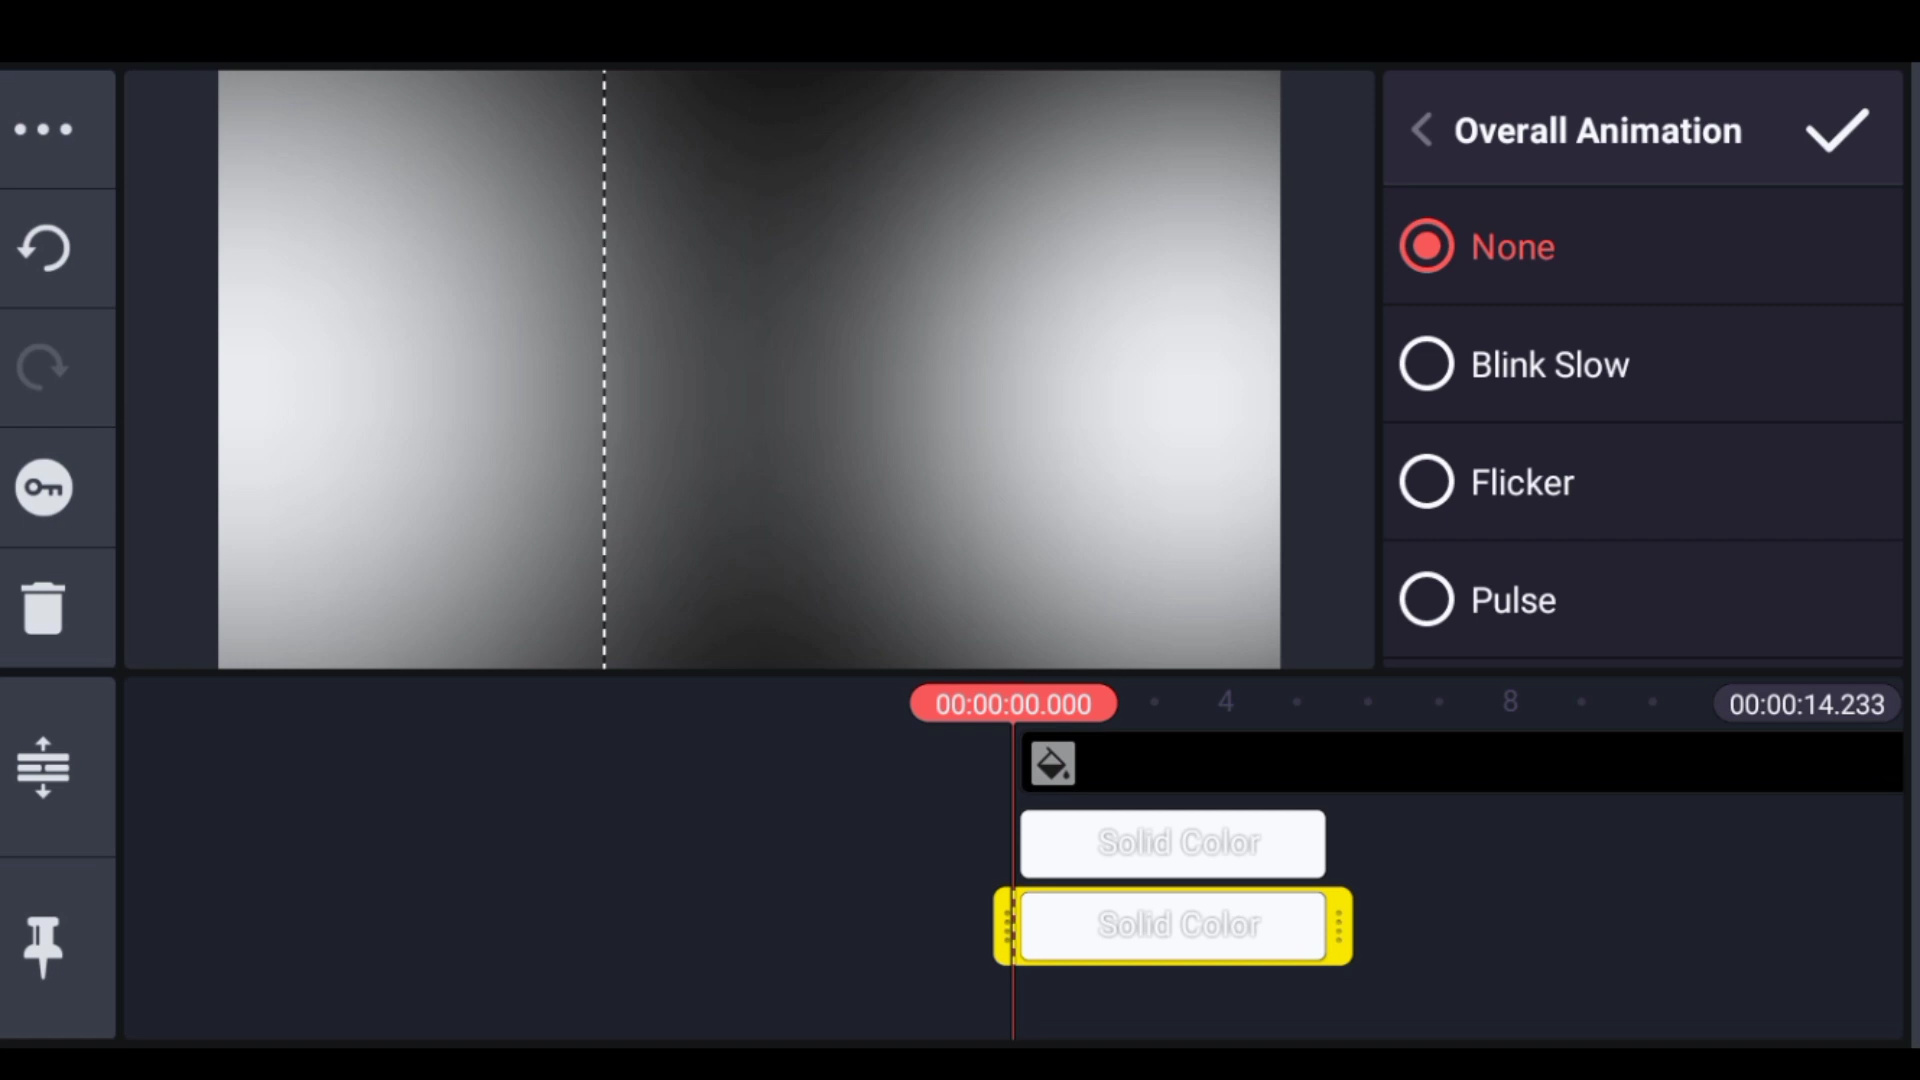 Overall Animation
None
Blink Slow
Flicker
Pulse
00:00:00.000
4
8
00:00:14.233
Solid Color
Solid Color